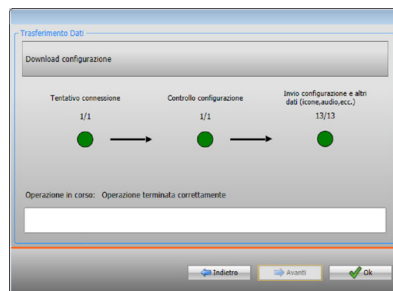 Trasferimento Dati
Download configurazione
Tentativo connessione
1/1
Controllo configurazione
1/1
Invio configurazione e altri
dati (icone,audio,ecc.)
13/13
Operazione in corso: Operazione terminata correttamente
Indietro
Avanti
Ok